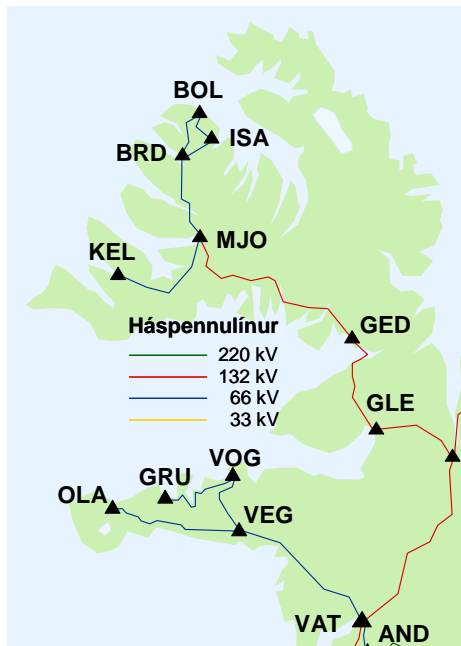 BOL
ISA
BRD
MJO
KEL
Háspennulínur
GED
220 kV
132 kV
66 kV
33 kV
GLE
VOG
GRU
OLA
VEG
VAT
AND